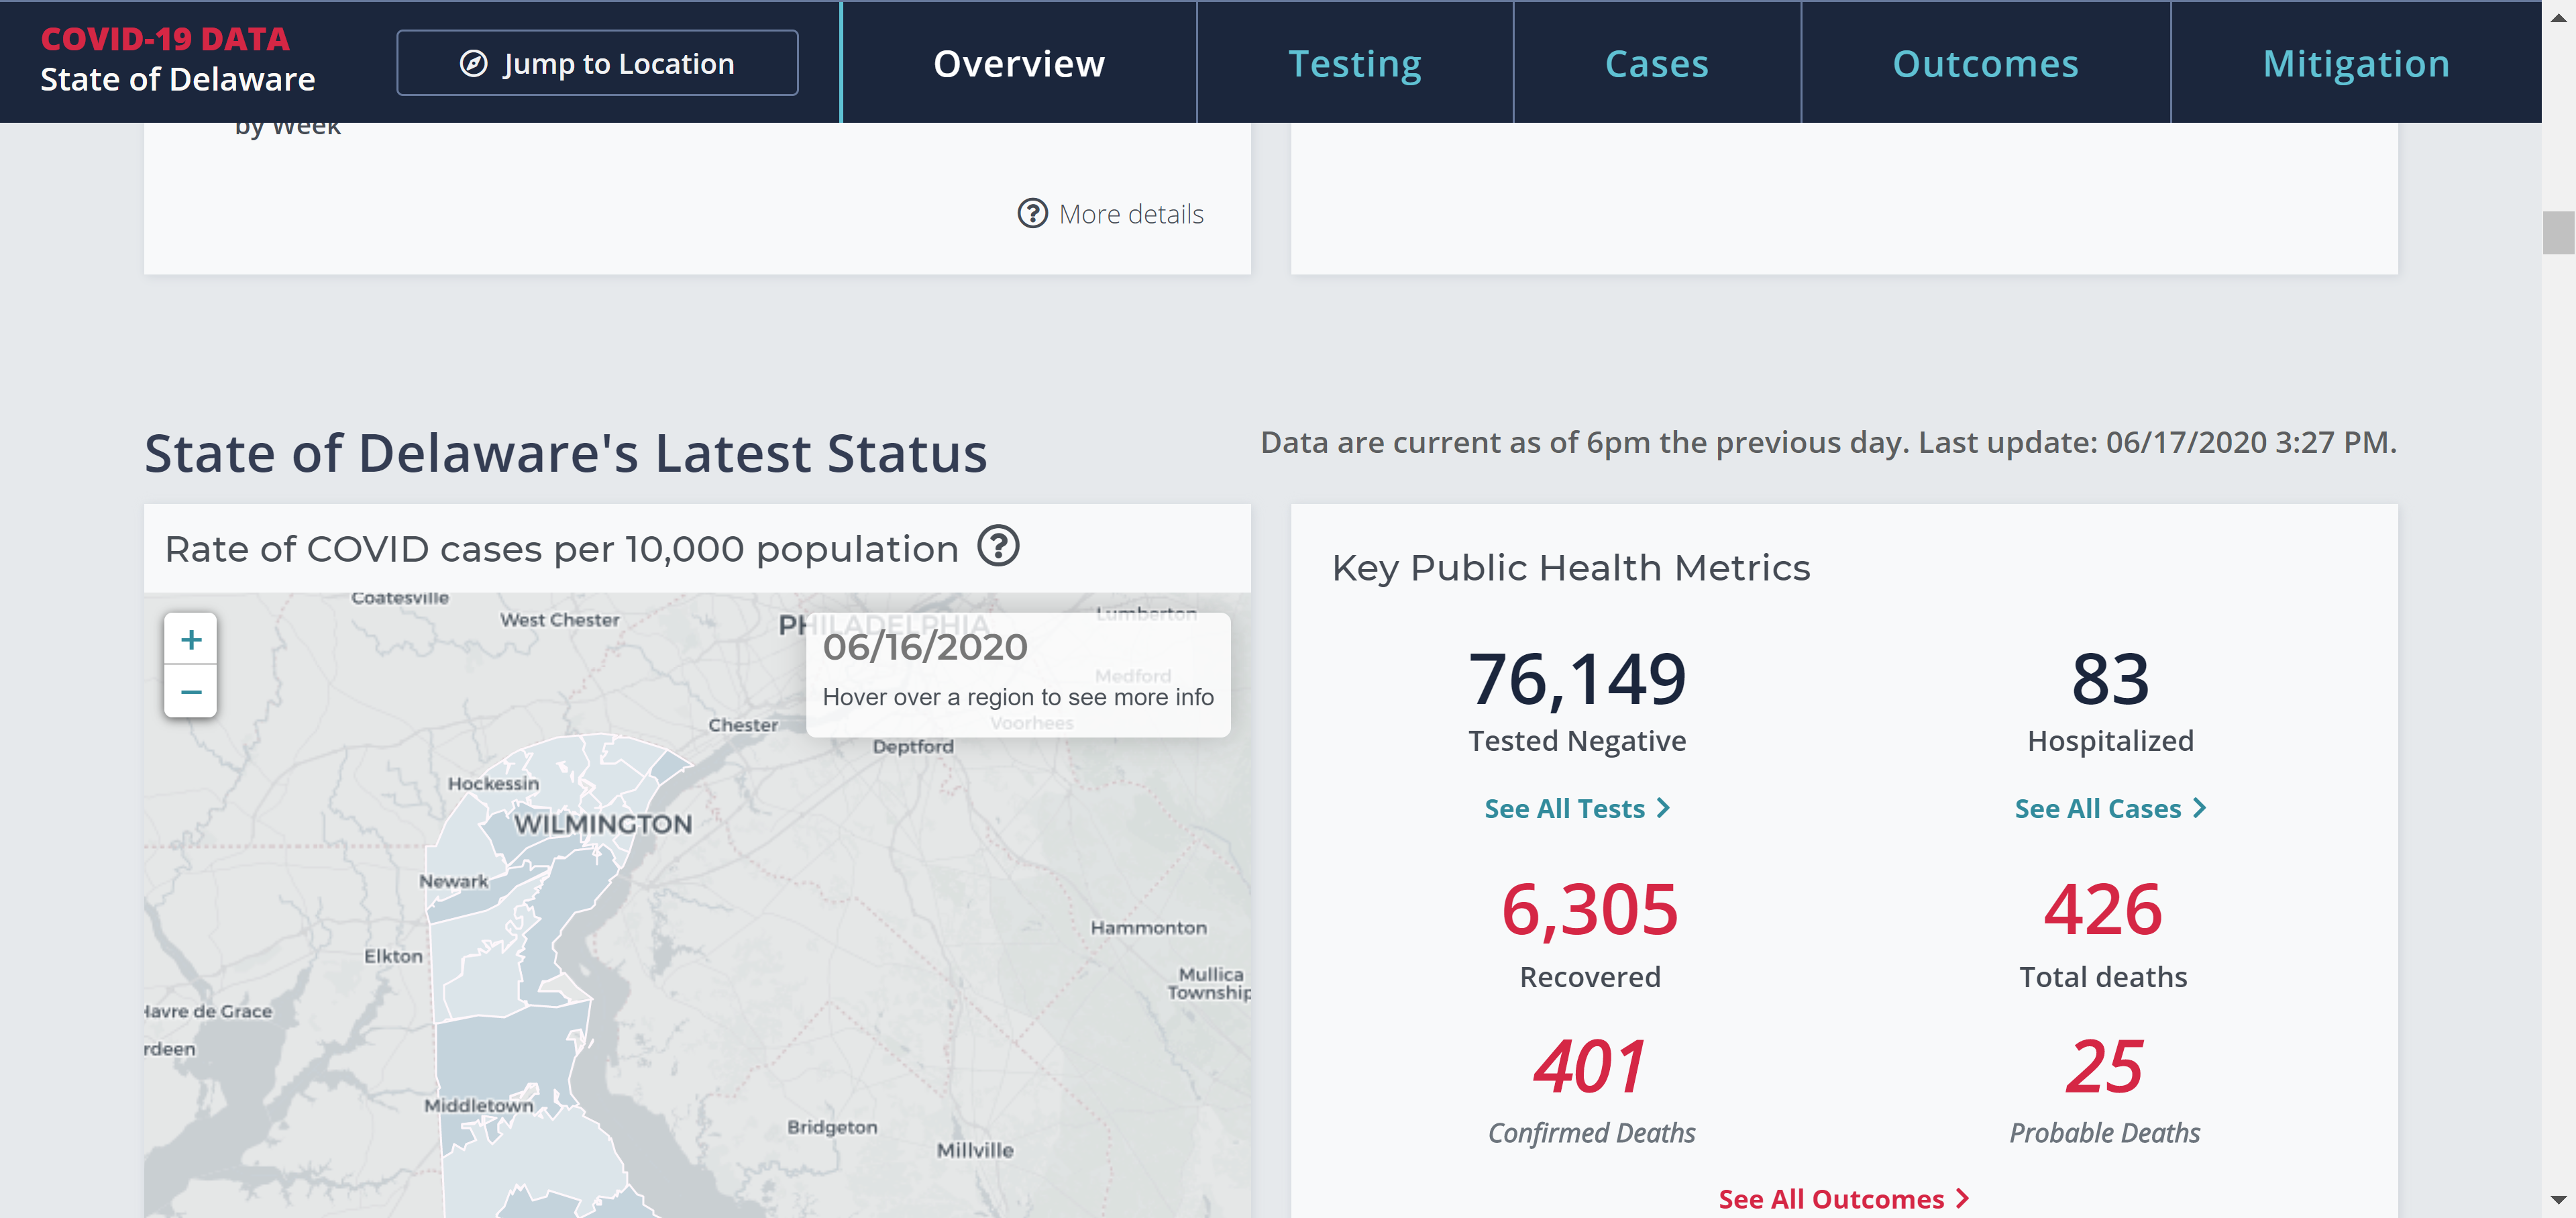 COVID-19 DATA
State of Delaware
Jump to Location
Overview
Testing
Cases
Outcomes
Mitigation
by Week
More details
State of Delaware's Latest Status
Data are current as of 6pm the previous day. Last update: 06/17/2020 3:27 PM.
Rate of COVID cases per 10,000 population
Coatesville
West Chester
PHILADELPHIA
Lumberton
+
−
06/16/2020
Medford
Hover over a region to see more info
Voorhees
Chester
Deptford
Hockessin
WILMINGTON
Newark
Hammonton
Elkton
Mullica
Township
Havre de Grace
rdeen
Middletown
Bridgeton
Millville
Key Public Health Metrics
76,149
Tested Negative
See All Tests
83
Hospitalized
See All Cases
6,305
Recovered
426
Total deaths
401
Confirmed Deaths
25
Probable Deaths
See All Outcomes